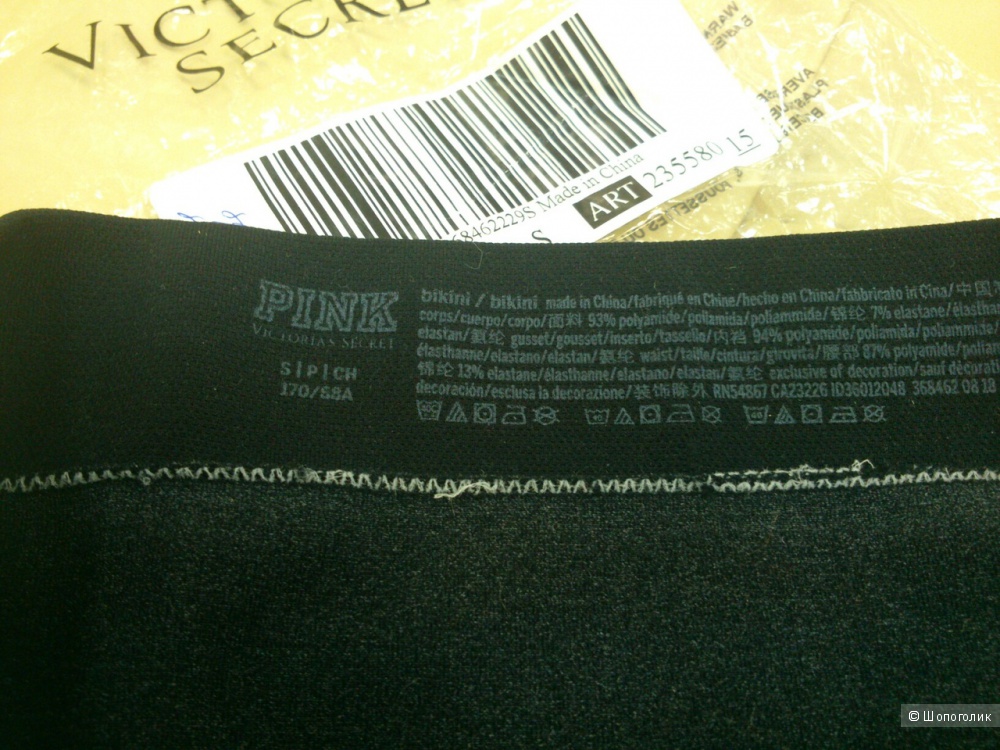 VICT
SECRE
68462229S Made in China
S
ART 235580 15
PINK
VICTORIA'S SECRET
S|P|CH
170/88A
bikini / bikini made in China/fabriqué en Chine/hecho en China/fabbricato in Cina/中国
corps/cuerpo/corpo/面料 93% polyamide/poliamida/poliammide/锦纶 7% elastane/élasth
elastan/氨纶 gusset/gousset/inserto/tassello/内裆 94% polyamide/poliamida/poliammide
élasthanne/elastano/elastan/氨纶 waist/taille/cintura/girovita/腰部 87% polyamide/polian
锦纶 13% elastane/élasthanne/elastano/elastan/氨纶 exclusive of decoration/sauf décorati
decoración/esclusa la decorazione/装饰除外 RN54867 CA23226 ID36012048 368462 08 18
© Шопоголик